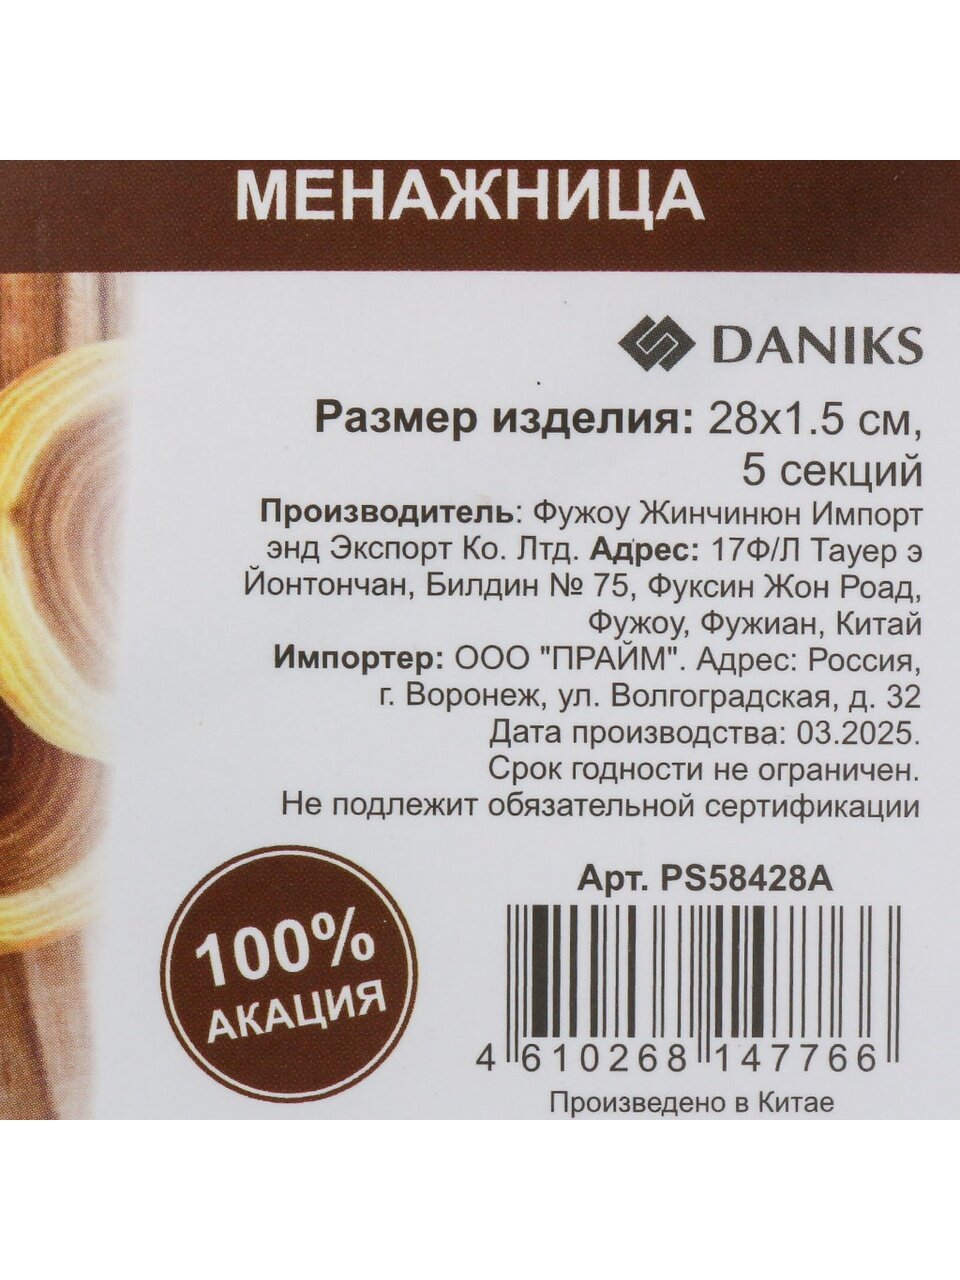 МЕНАЖНИЦА
DANIKS
Размер изделия: 28х1.5 см,
5 секций
Производитель: Фужоу Жинчинюн Импорт
энд Экспорт Ко. Лтд. Адрес: 17Ф/Л Тауер э
Йонтончан, Билдин № 75, Фуксин Жон Роад,
Фужоу, Фужиан, Китай
Импортер: ООО "ПРАЙМ". Адрес: Россия,
г. Воронеж, ул. Волгоградская, д. 32
Дата производства: 03.2025.
Срок годности не ограничен.
Не подлежит обязательной сертификации
100%
АКАЦИЯ
Арт. PS58428A
4 610268 147766
Произведено в Китае